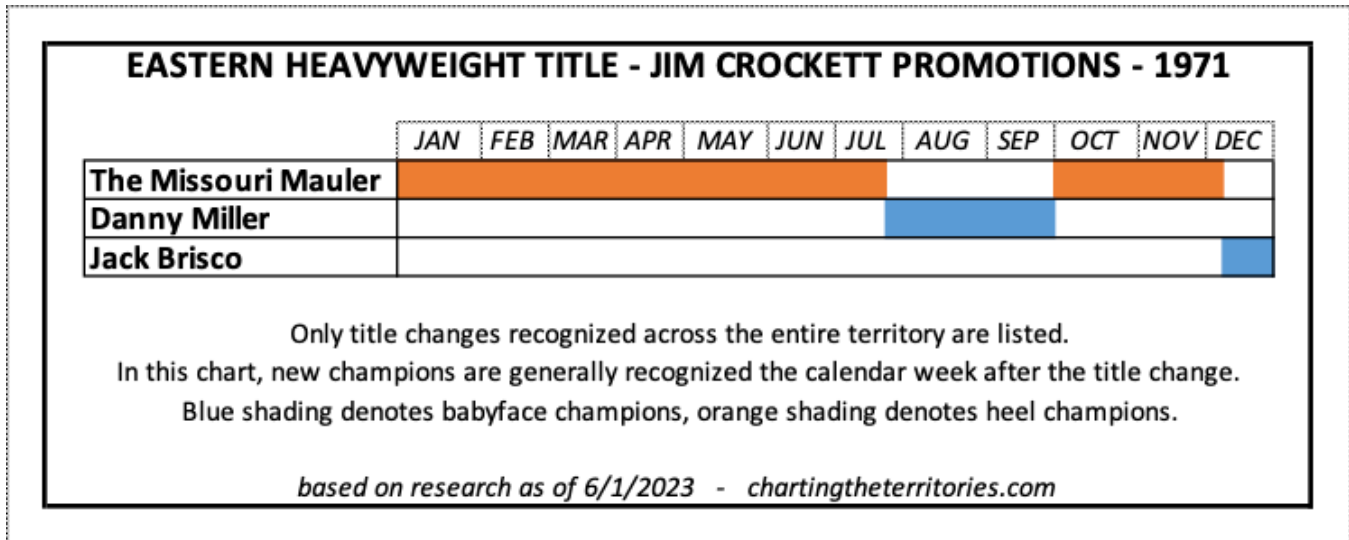 EASTERN HEAVYWEIGHT TITLE - JIM CROCKETT PROMOTIONS - 1971
JAN FEB MAR APR MAY JUN JUL AUG SEP OCT NOV DEC
The Missouri Mauler
Danny Miller
Jack Brisco
Only title changes recognized across the entire territory are listed.
In this chart, new champions are generally recognized the calendar week after the title change.
Blue shading denotes babyface champions, orange shading denotes heel champions.
based on research as of 6/1/2023 - chartingtheterritories.com